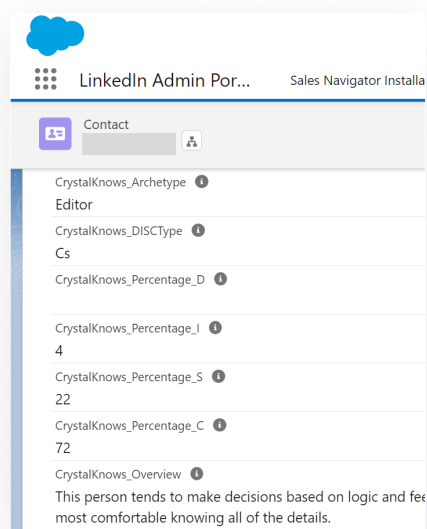 LinkedIn Admin Por... Sales Navigator Installa
Contact
CrystalKnows_Archetype
Editor
CrystalKnows_DISCType
Cs
CrystalKnows_Percentage_D
CrystalKnows_Percentage_I
4
CrystalKnows_Percentage_S
22
CrystalKnows_Percentage_C
72
CrystalKnows_Overview
This person tends to make decisions based on logic and fee
most comfortable knowing all of the details.